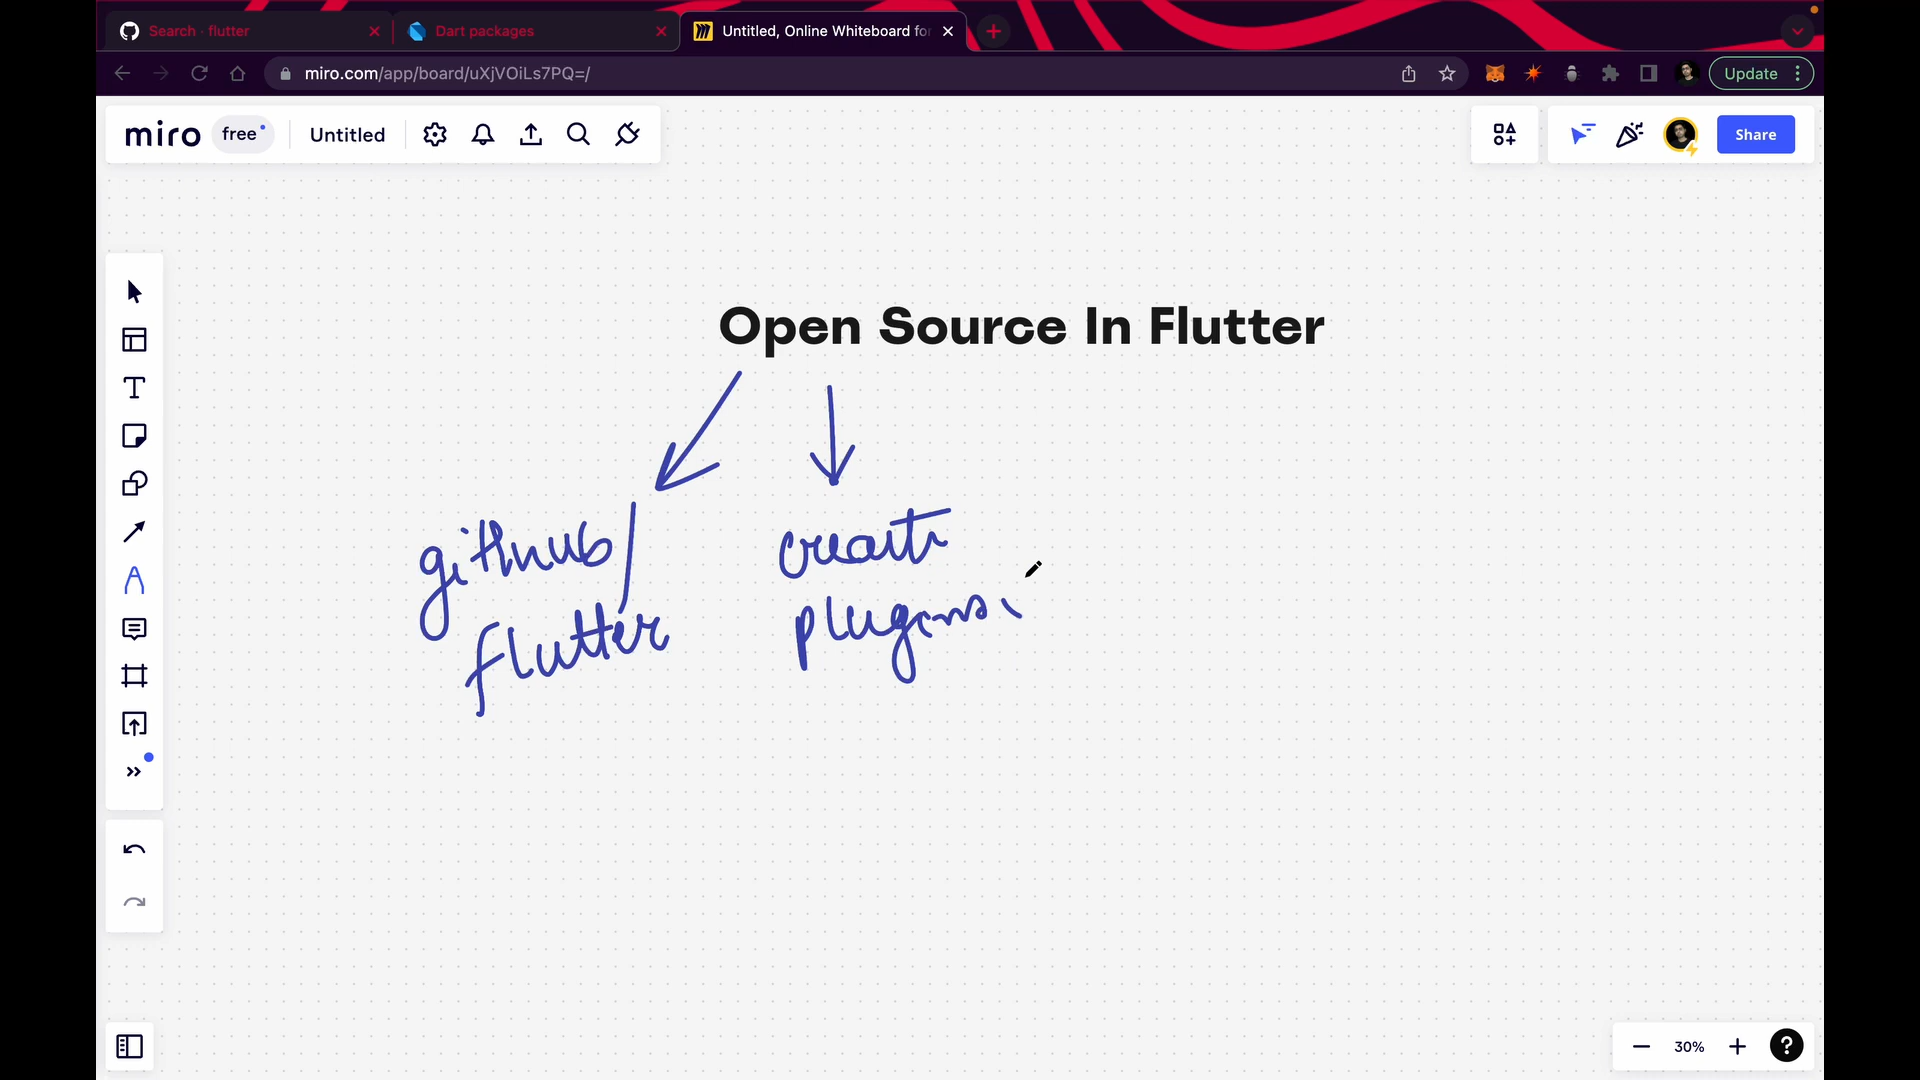 Search · flutter
Dart packages
Untitled, Online Whiteboard for
miro.com/app/board/uXjVOiLs7PQ=/
Update
miro
free
Untitled
Share
Open Source In Flutter
github/
flutter
create
plugins,
30%